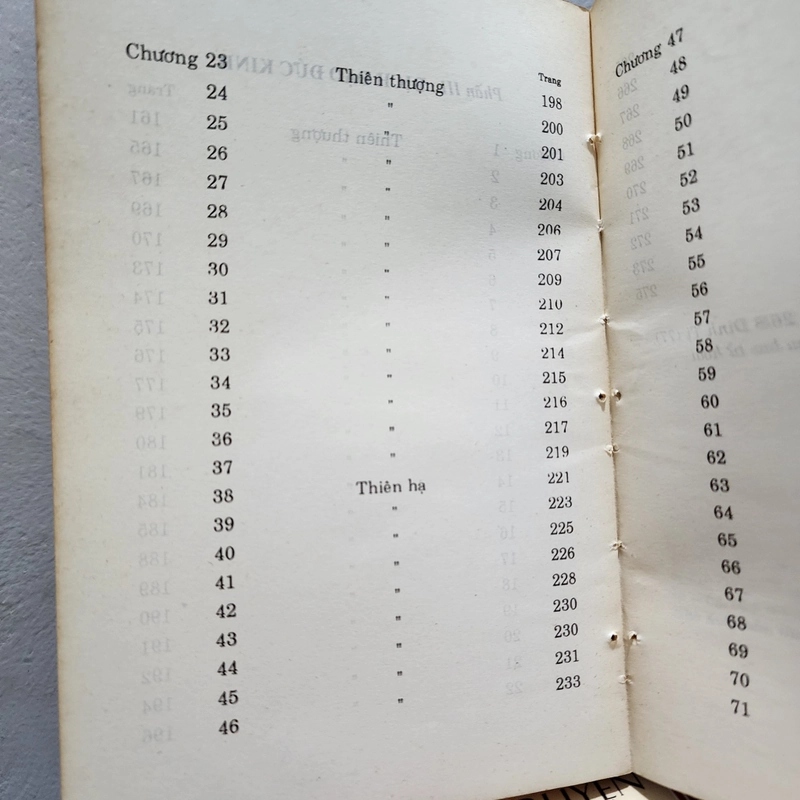 Trang
Chương 23 Thiên thượng 198
24 " 200
25 " 201
26 " 203
27 " 204
28 " 206
29 " 207
30 " 209
31 " 210
32 " 212
33 " 214
34 " 215
35 " 216
36 " 217
37 " 219
38 Thiên hạ 221
39 " 223
40 " 225
41 " 226
42 " 228
43 " 230
44 " 230
45 " 231
46 " 233
Chương 47
48
49
50
51
52
53
54
55
56
57
58
59
60
61
62
63
64
65
66
67
68
69
70
71